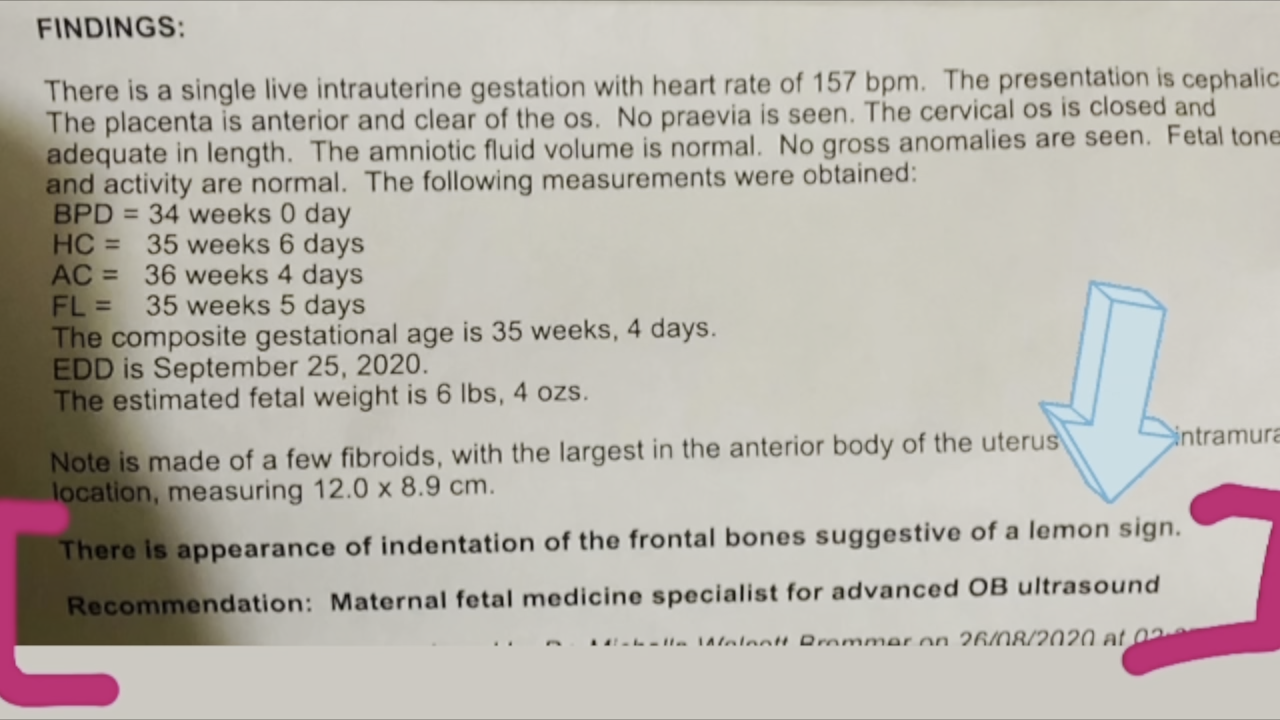 FINDINGS:
There is a single live intrauterine gestation with heart rate of 157 bpm. The presentation is cephalic
The placenta is anterior and clear of the os. No praevia is seen. The cervical os is closed and
adequate in length. The amniotic fluid volume is normal. No gross anomalies are seen. Fetal tone
and activity are normal. The following measurements were obtained:
BPD = 34 weeks 0 day
HC = 35 weeks 6 days
AC = 36 weeks 4 days
FL = 35 weeks 5 days
The composite gestational age is 35 weeks, 4 days.
EDD is September 25, 2020.
The estimated fetal weight is 6 lbs, 4 ozs.
Note is made of a few fibroids, with the largest in the anterior body of the uterus intramura
location, measuring 12.0 x 8.9 cm.
There is appearance of indentation of the frontal bones suggestive of a lemon sign.
Recommendation: Maternal fetal medicine specialist for advanced OB ultrasound
on 26/08/2020 at